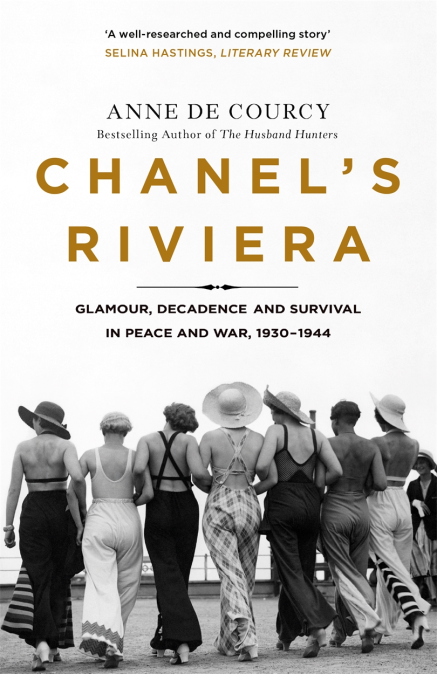 ‘A well-researched and compelling story’
SELINA HASTINGS, LITERARY REVIEW
ANNE DE COURCY
Bestselling Author of The Husband Hunters
CHANEL’S
RIVIERA
GLAMOUR, DECADENCE AND SURVIVAL
IN PEACE AND WAR, 1930–1944